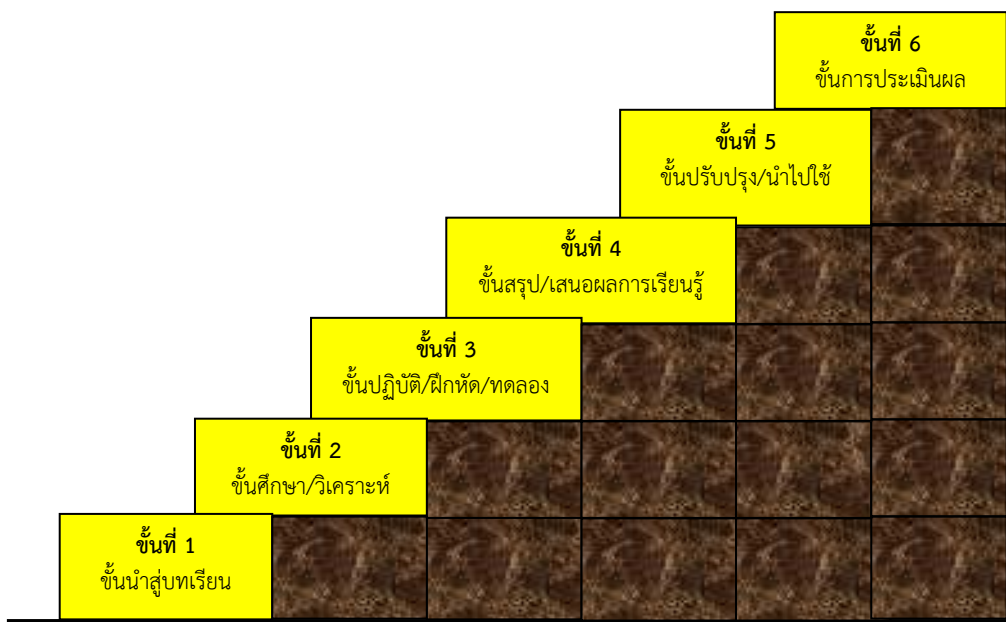 ขั้นที่ 6
ขั้นการประเมินผล
ขั้นที่ 5
ขั้นปรับปรุง/นำไปใช้
ขั้นที่ 4
ขั้นสรุป/เสนอผลการเรียนรู้
ขั้นที่ 3
ขั้นปฏิบัติ/ฝึกหัด/ทดลอง
ขั้นที่ 2
ขั้นศึกษา/วิเคราะห์
ขั้นที่ 1
ขั้นนำสู่บทเรียน